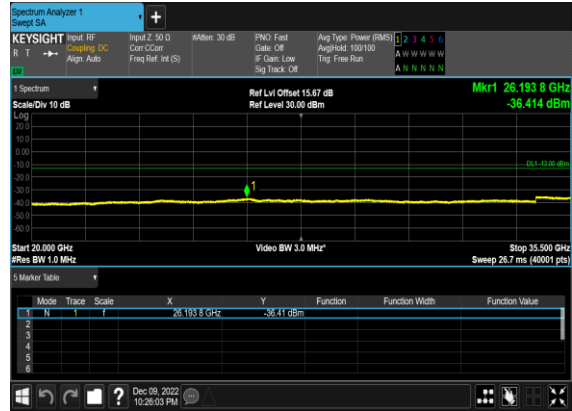 Spectrum Analyzer 1
Swept SA
+
KEYSIGHT Input: RF Input Z: 50 Ω #Atten: 30 dB PNO: Fast Avg Type: Power (RMS) 1 2 3 4 5 6
R T Coupling: DC Corr CCorr Gate: Off Avg|Hold: 100/100 A W W W W W
Align: Auto Freq Ref: Int (S) IF Gain: Low Trig: Free Run
Sig Track: Off A N N N N N
1 Spectrum Ref Lvl Offset 15.67 dB Mkr1 26.193 8 GHz
Scale/Div 10 dB Ref Level 30.00 dBm -36.414 dBm
Log
20.0
10.0
0.00
-10.0 DL1 -13.00 dBm
-20.0
-30.0 1
-40.0
-50.0
-60.0
Start 20.000 GHz Video BW 3.0 MHz* Stop 35.500 GHz
#Res BW 1.0 MHz Sweep 26.7 ms (40001 pts)
5 Marker Table
Mode Trace Scale X Y Function Function Width Function Value
1 N 1 f 26.193 8 GHz -36.41 dBm
2
3
4
5
6
? Dec 09, 2022
10:26:03 PM